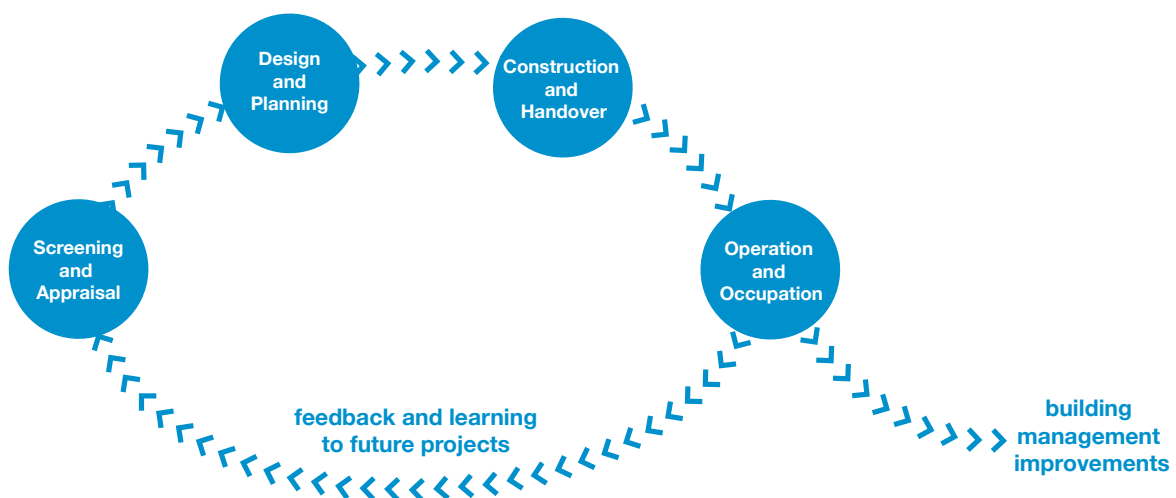 Design
and
Planning
Construction
and
Handover
Screening
and
Appraisal
Operation
and
Occupation
feedback and learning
to future projects
building
management
improvements